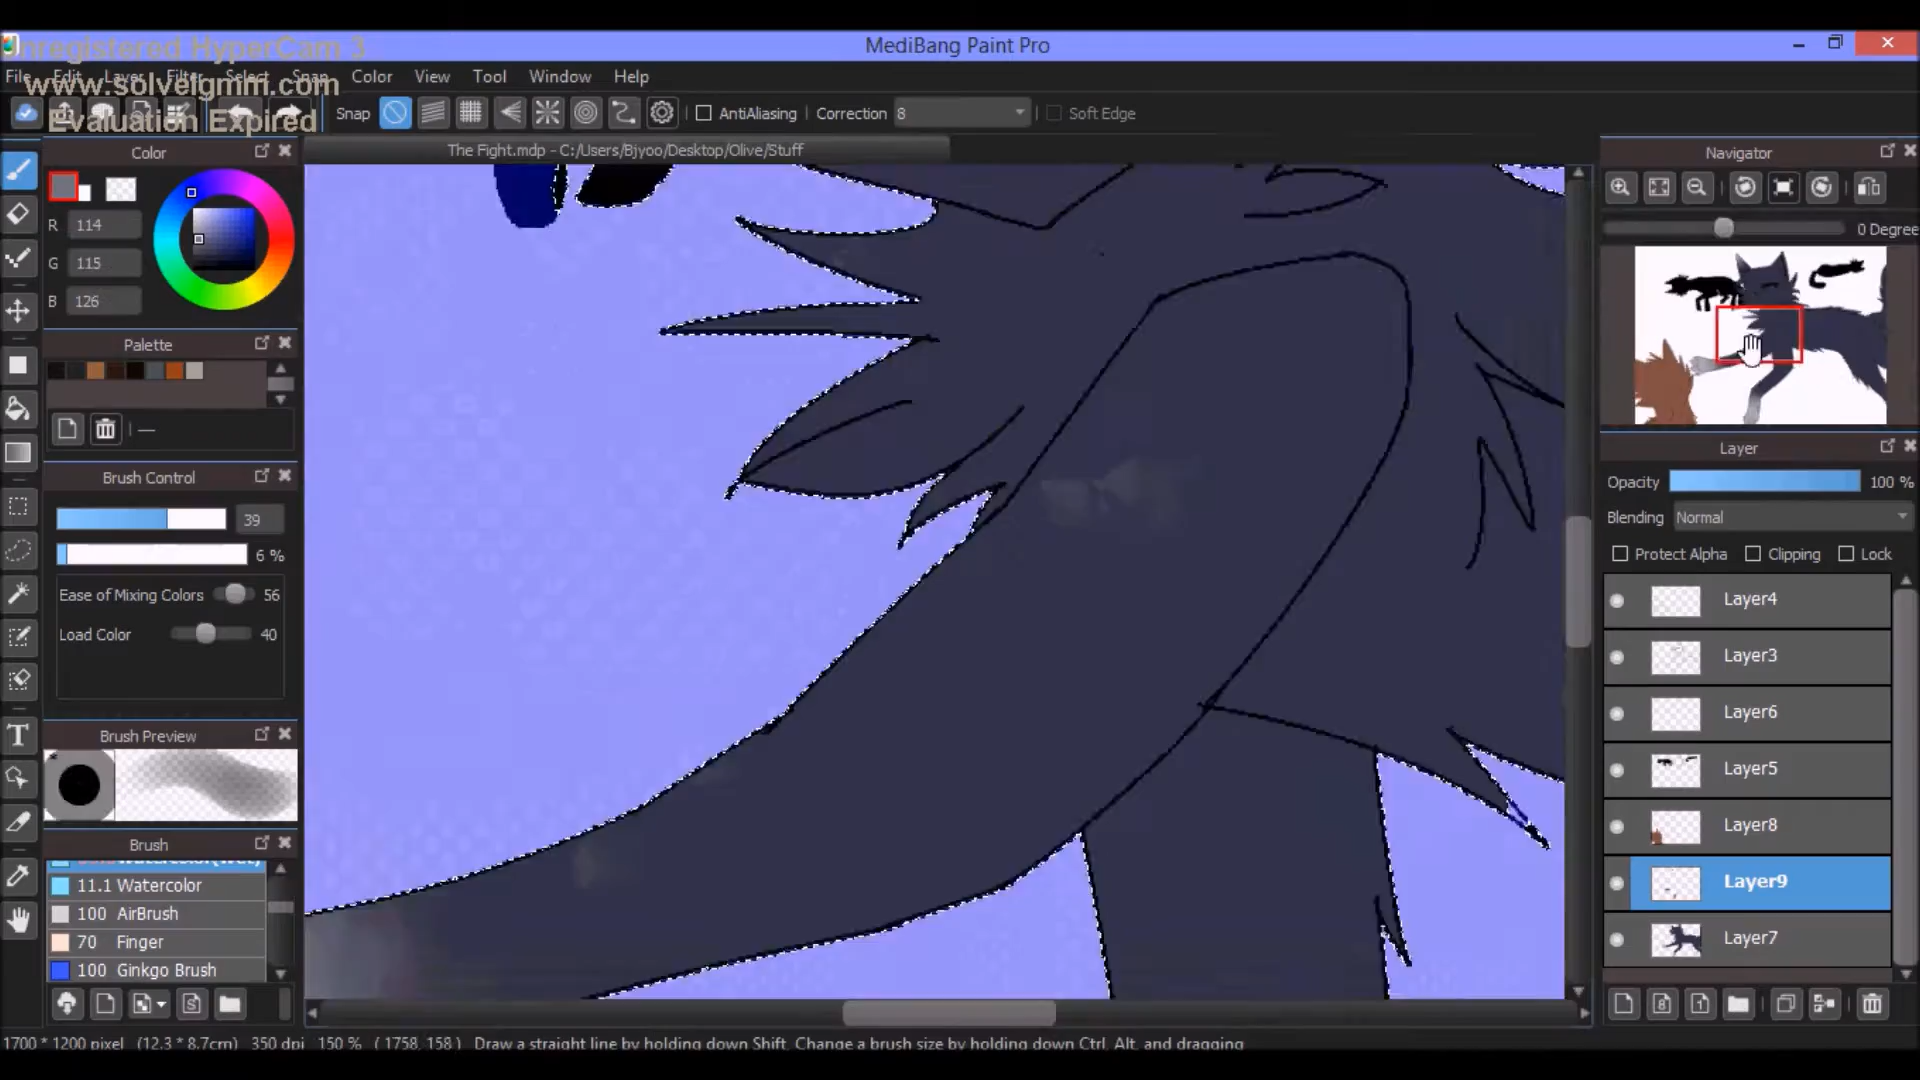 Unregistered HyperCam 3
MediBang Paint Pro
File Edit Layer Filter Select Snap Color View Tool Window Help
www.solveigmm.com
Evaluation Expired
Snap AntiAliasing Correction 8 Soft Edge
The Fight.mdp - C:/Users/Bjyoo/Desktop/Olive/Stuff
Color
R 114
G 115
B 126
Palette
—
Brush Control
39
6 %
Ease of Mixing Colors 56
Load Color 40
Brush Preview
Brush
Watercolor(Wet)
11.1 Watercolor
100 AirBrush
70 Finger
100 Ginkgo Brush
Navigator
0 Degree
Layer
Opacity 100 %
Blending Normal
Protect Alpha Clipping Lock
Layer4
Layer3
Layer6
Layer5
Layer8
Layer9
Layer7
8 1
S
1700 * 1200 pixel (12.3 * 8.7cm) 350 dpi 150 % ( 1758, 158 ) Draw a straight line by holding down Shift, Change a brush size by holding down Ctrl, Alt, and dragging